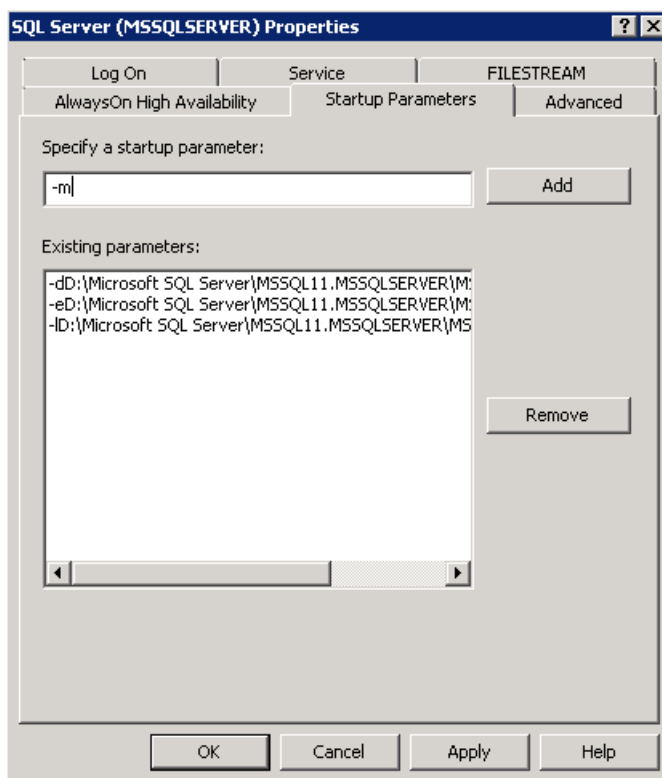 SQL Server (MSSQLSERVER) Properties
Log On Service FILESTREAM
AlwaysOn High Availability Startup Parameters Advanced
Specify a startup parameter:
-m Add
Existing parameters:
-dD:\Microsoft SQL Server\MSSQL11.MSSQLSERVER\M
-eD:\Microsoft SQL Server\MSSQL11.MSSQLSERVER\M
-lD:\Microsoft SQL Server\MSSQL11.MSSQLSERVER\MS
Remove
OK Cancel Apply Help